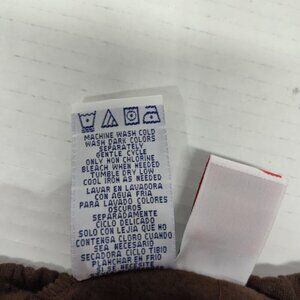 MACHINE WASH COLD
WASH DARK COLORS
SEPARATELY
GENTLE CYCLE
ONLY NON CHLORINE
BLEACH WHEN NEEDED
TUMBLE DRY LOW
COOL IRON AS NEEDED
LAVAR EN LAVADORA
CON AGUA FRIA
PARA LAVADO COLORES
OSCUROS
SEPARADAMENTE
CICLO DELICADO
SOLO CON LEJIA QUE NO
CONTENGA CLORO CUANDO
SEA NECESARIO
SECADORA CICLO TIBIO
PLANCHAR EN FRIO